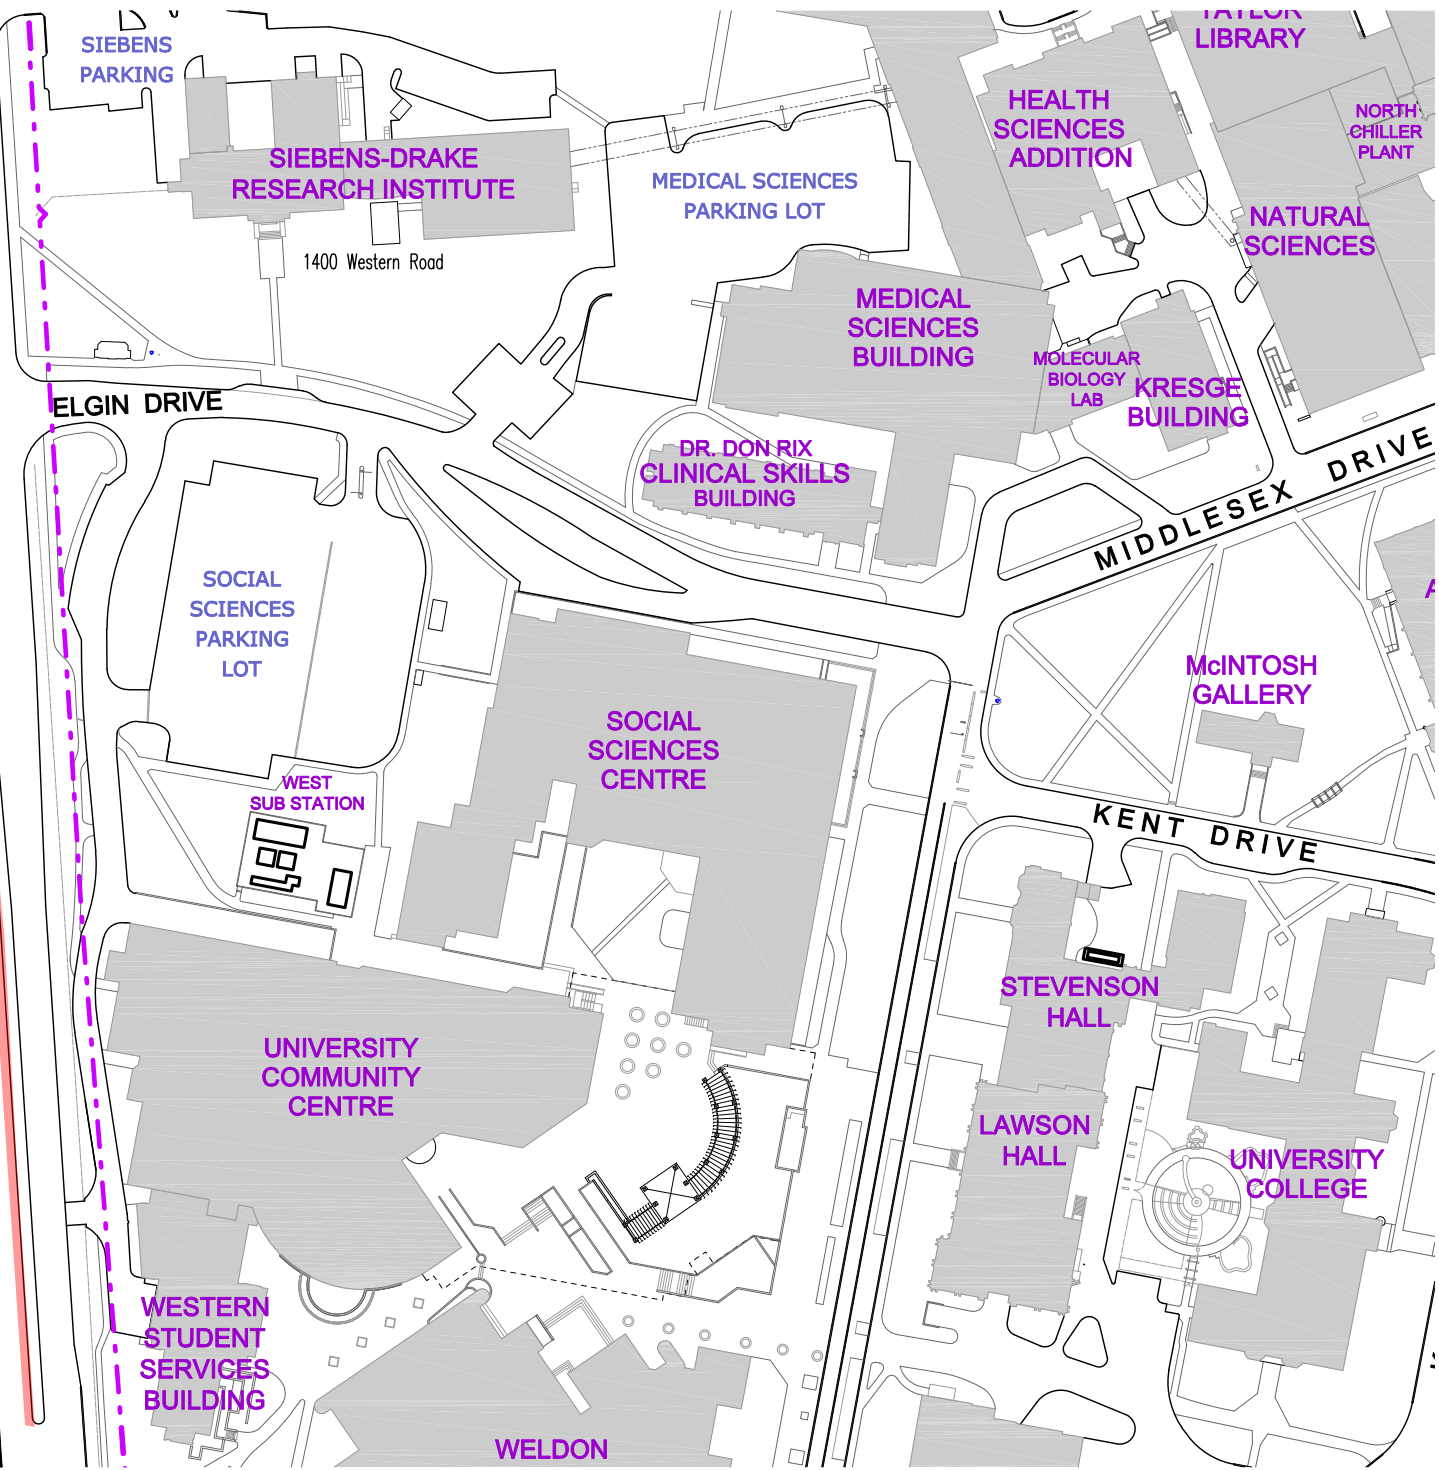 TAYLOR
LIBRARY
SIEBENS
PARKING
HEALTH
SCIENCES
ADDITION
NORTH
CHILLER
PLANT
SIEBENS-DRAKE
RESEARCH INSTITUTE
MEDICAL SCIENCES
PARKING LOT
NATURAL
SCIENCES
1400 Western Road
MEDICAL
SCIENCES
BUILDING
MOLECULAR
BIOLOGY
LAB
KRESGE
BUILDING
ELGIN DRIVE
DR. DON RIX
CLINICAL SKILLS
BUILDING
MIDDLESEX DRIVE
SOCIAL
SCIENCES
PARKING
LOT
McINTOSH
GALLERY
SOCIAL
SCIENCES
CENTRE
WEST
SUB STATION
KENT DRIVE
STEVENSON
HALL
UNIVERSITY
COMMUNITY
CENTRE
LAWSON
HALL
UNIVERSITY
COLLEGE
WESTERN
STUDENT
SERVICES
BUILDING
WELDON